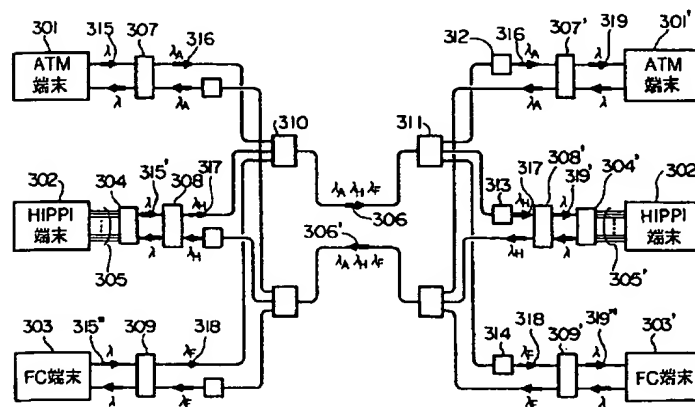 301 315 307 316 312 316 307' 319 301'
λ λA λA λ
ATM
端末
ATM
端末
λ λA λA λ
310 311
302 304 315' 308 317 317 308' 319' 304' 302
λ λH λA λH λF 313 λH λ
HIPPI
端末
HIPPI
端末
306
λ λH λH λ
305 306' 305'
λA λH λF
303 315" 309 318 314 318 309' 319" 303'
λ λF λF λ
FC端末
FC端末
λ λF λF λ